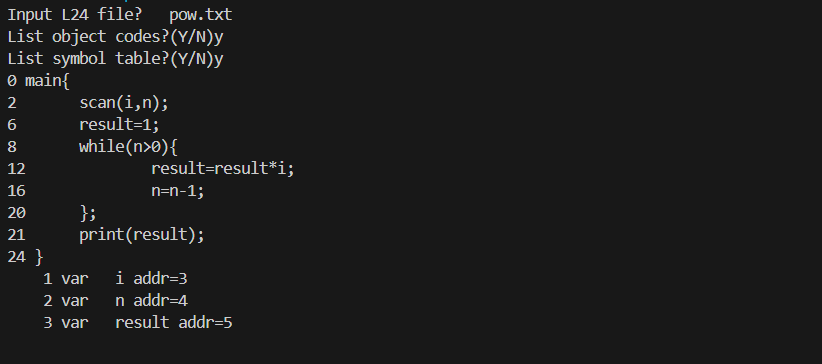 Input L24 file?   pow.txt
List object codes?(Y/N)y
List symbol table?(Y/N)y
0 main{
2       scan(i,n);
6       result=1;
8       while(n>0){
12              result=result*i;
16              n=n-1;
20      };
21      print(result);
24 }
    1 var   i addr=3
    2 var   n addr=4
    3 var   result addr=5